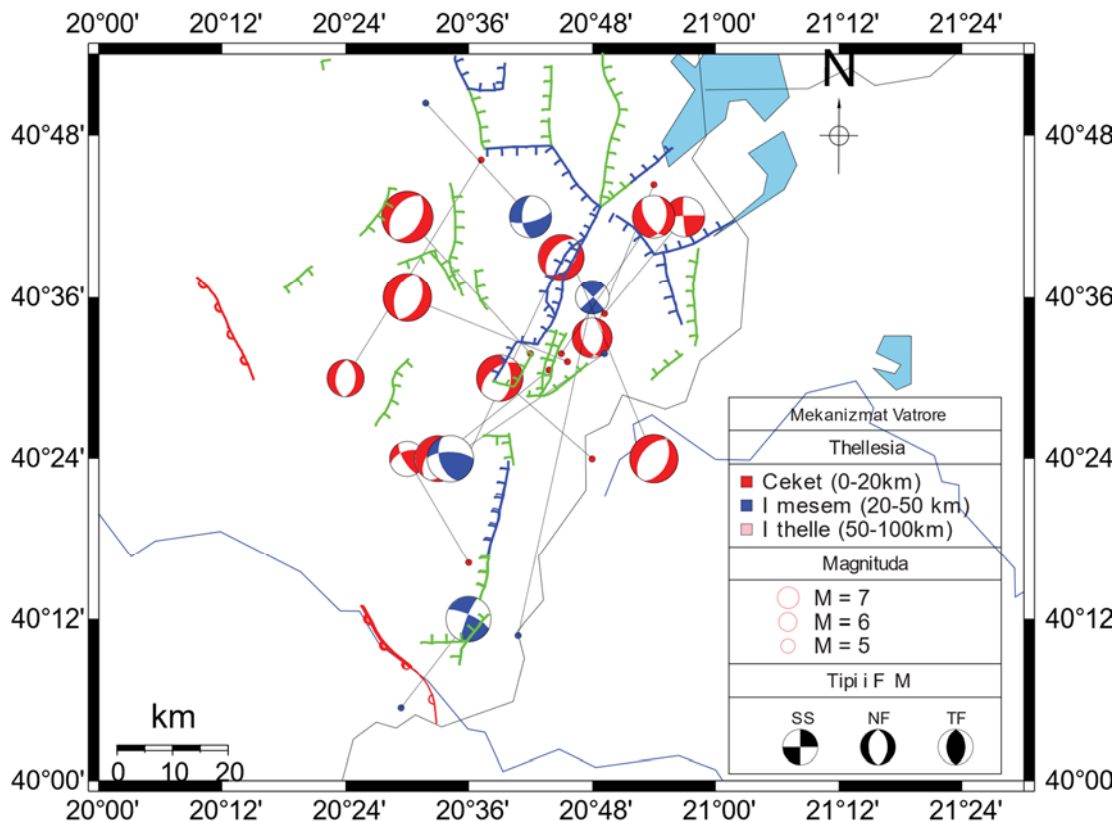 20°00' 20°12' 20°24' 20°36' 20°48' 21°00' 21°12' 21°24'
N
40°48' 40°48'
40°36' 40°36'
40°24' 40°24'
40°12' 40°12'
40°00' 40°00'
Mekanizmat Vatrore
Thellesia
Ceket (0-20km)
I mesem (20-50 km)
I thelle (50-100km)
Magnituda
M = 7
M = 6
M = 5
Tipi i F M
SS NF TF
km
0 10 20
20°00' 20°12' 20°24' 20°36' 20°48' 21°00' 21°12' 21°24'